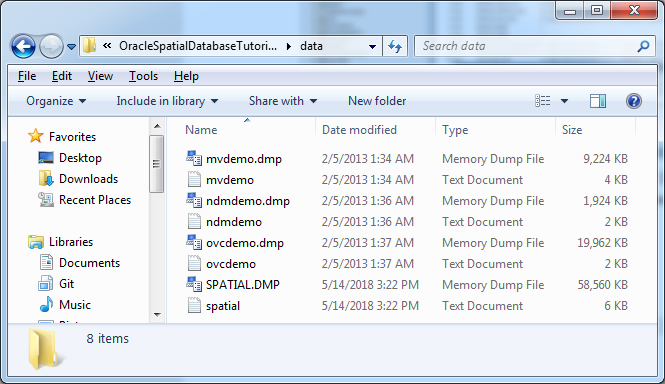 « OracleSpatialDatabaseTutori... ▸ data
Search data
File Edit View Tools Help
Organize Include in library Share with New folder
Favorites
Desktop
Downloads
Recent Places
Libraries
Documents
Git
Music
Name Date modified Type Size
mvdemo.dmp 2/5/2013 1:34 AM Memory Dump File 9,224 KB
mvdemo 2/5/2013 1:34 AM Text Document 4 KB
ndmdemo.dmp 2/5/2013 1:36 AM Memory Dump File 1,924 KB
ndmdemo 2/5/2013 1:36 AM Text Document 2 KB
ovcdemo.dmp 2/5/2013 1:37 AM Memory Dump File 19,962 KB
ovcdemo 2/5/2013 1:37 AM Text Document 2 KB
SPATIAL.DMP 5/14/2018 3:22 PM Memory Dump File 58,560 KB
spatial 5/14/2018 3:22 PM Text Document 6 KB
8 items